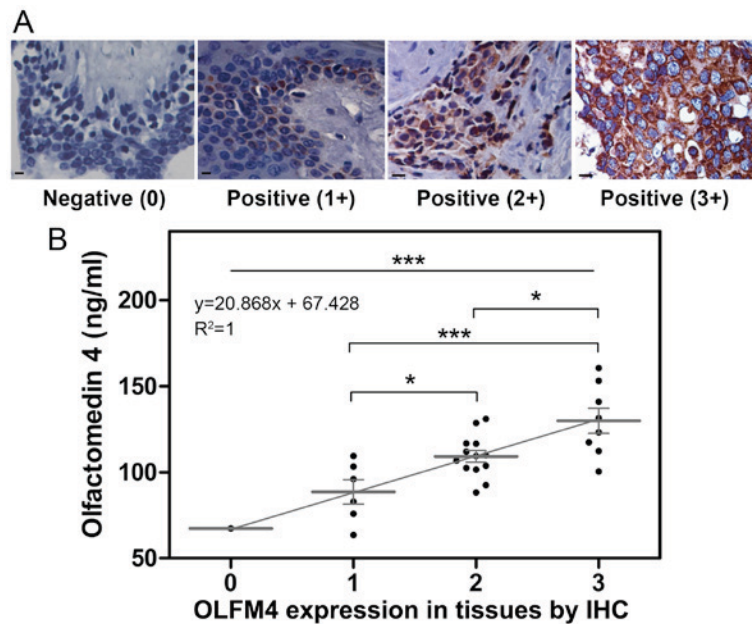 A
Negative (0) Positive (1+) Positive (2+) Positive (3+)
B
Olfactomedin 4 (ng/ml)
200
150
100
50
y=20.868x + 67.428
R²=1
***
*
***
*
0 1 2 3
OLFM4 expression in tissues by IHC